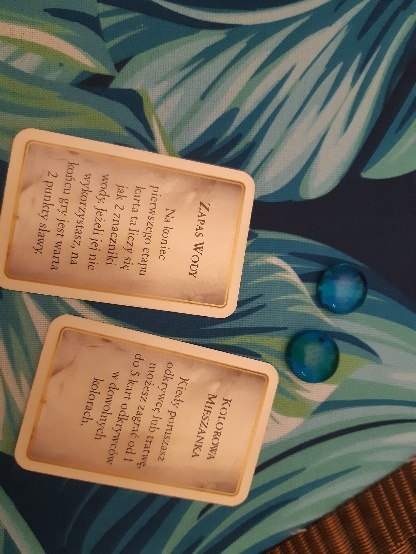 ZAPAS WODY
Na koniec
pierwszego etapu
karta ta liczy się
jak 2 znaczniki
wody. Jeżeli jej nie
wykorzystasz, na
końcu gry jest warta
2 punkty sławy.
KOLOROWA
MIESZANKA
Kiedy poruszasz
odkrywcę lub tratwę,
możesz zagrać od 1
do 5 kart odkrywców
w dowolnych
kolorach.